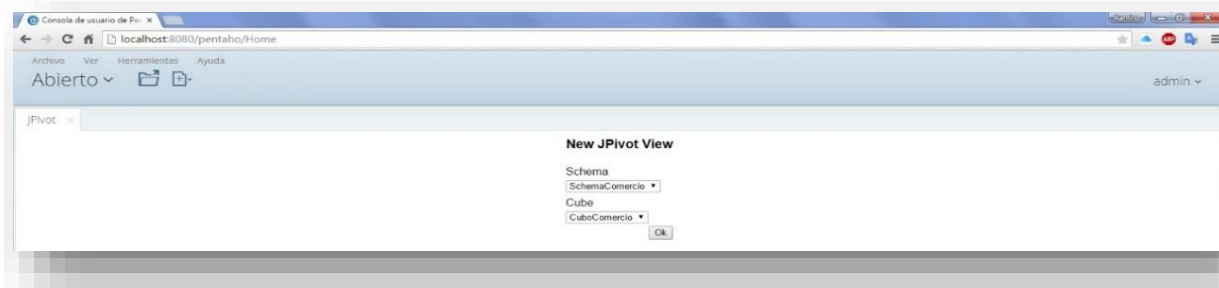 Consola de usuario de Pe
localhost:8080/pentaho/Home
Archivo Ver Herramientas Ayuda
Abierto
admin
JPivot
New JPivot View
Schema
SchemaComercio
Cube
CuboComercio
Ok